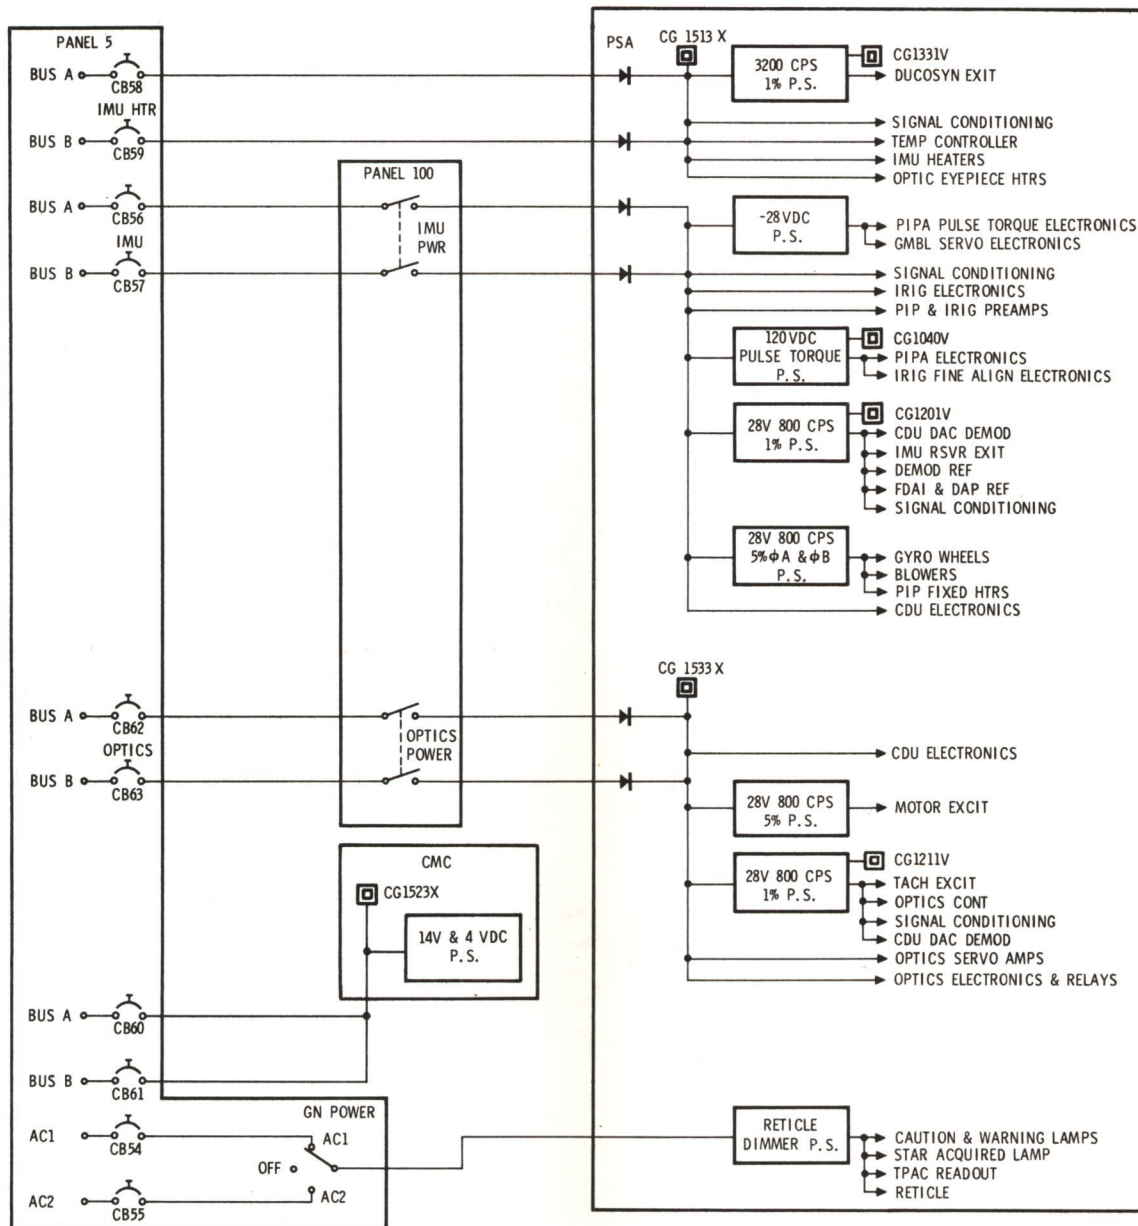 PANEL 5
BUS A
CB58
IMU HTR
BUS B
CB59
BUS A
CB56
IMU
BUS B
CB57
PANEL 100
IMU
PWR
BUS A
CB62
OPTICS
BUS B
CB63
OPTICS
POWER
CMC
CG1523X
14V & 4 VDC
P.S.
BUS A
CB60
BUS B
CB61
GN POWER
AC1
CB54
AC1
OFF
AC2
AC2
CB55
PSA
CG 1513 X
3200 CPS
1% P.S.
CG1331V
DUCOSYN EXIT
SIGNAL CONDITIONING
TEMP CONTROLLER
IMU HEATERS
OPTIC EYEPIECE HTRS
-28VDC
P.S.
PIPA PULSE TORQUE ELECTRONICS
GMBL SERVO ELECTRONICS
SIGNAL CONDITIONING
IRIG ELECTRONICS
PIP & IRIG PREAMPS
120VDC
PULSE TORQUE
P.S.
CG1040V
PIPA ELECTRONICS
IRIG FINE ALIGN ELECTRONICS
28V 800 CPS
1% P.S.
CG1201V
CDU DAC DEMOD
IMU RSVR EXIT
DEMOD REF
FDAI & DAP REF
SIGNAL CONDITIONING
28V 800 CPS
5% φA & φB
P.S.
GYRO WHEELS
BLOWERS
PIP FIXED HTRS
CDU ELECTRONICS
CG 1533 X
CDU ELECTRONICS
28V 800 CPS
5% P.S.
MOTOR EXCIT
28V 800 CPS
1% P.S.
CG1211V
TACH EXCIT
OPTICS CONT
SIGNAL CONDITIONING
CDU DAC DEMOD
OPTICS SERVO AMPS
OPTICS ELECTRONICS & RELAYS
RETICLE
DIMMER P.S.
CAUTION & WARNING LAMPS
STAR ACQUIRED LAMP
TPAC READOUT
RETICLE